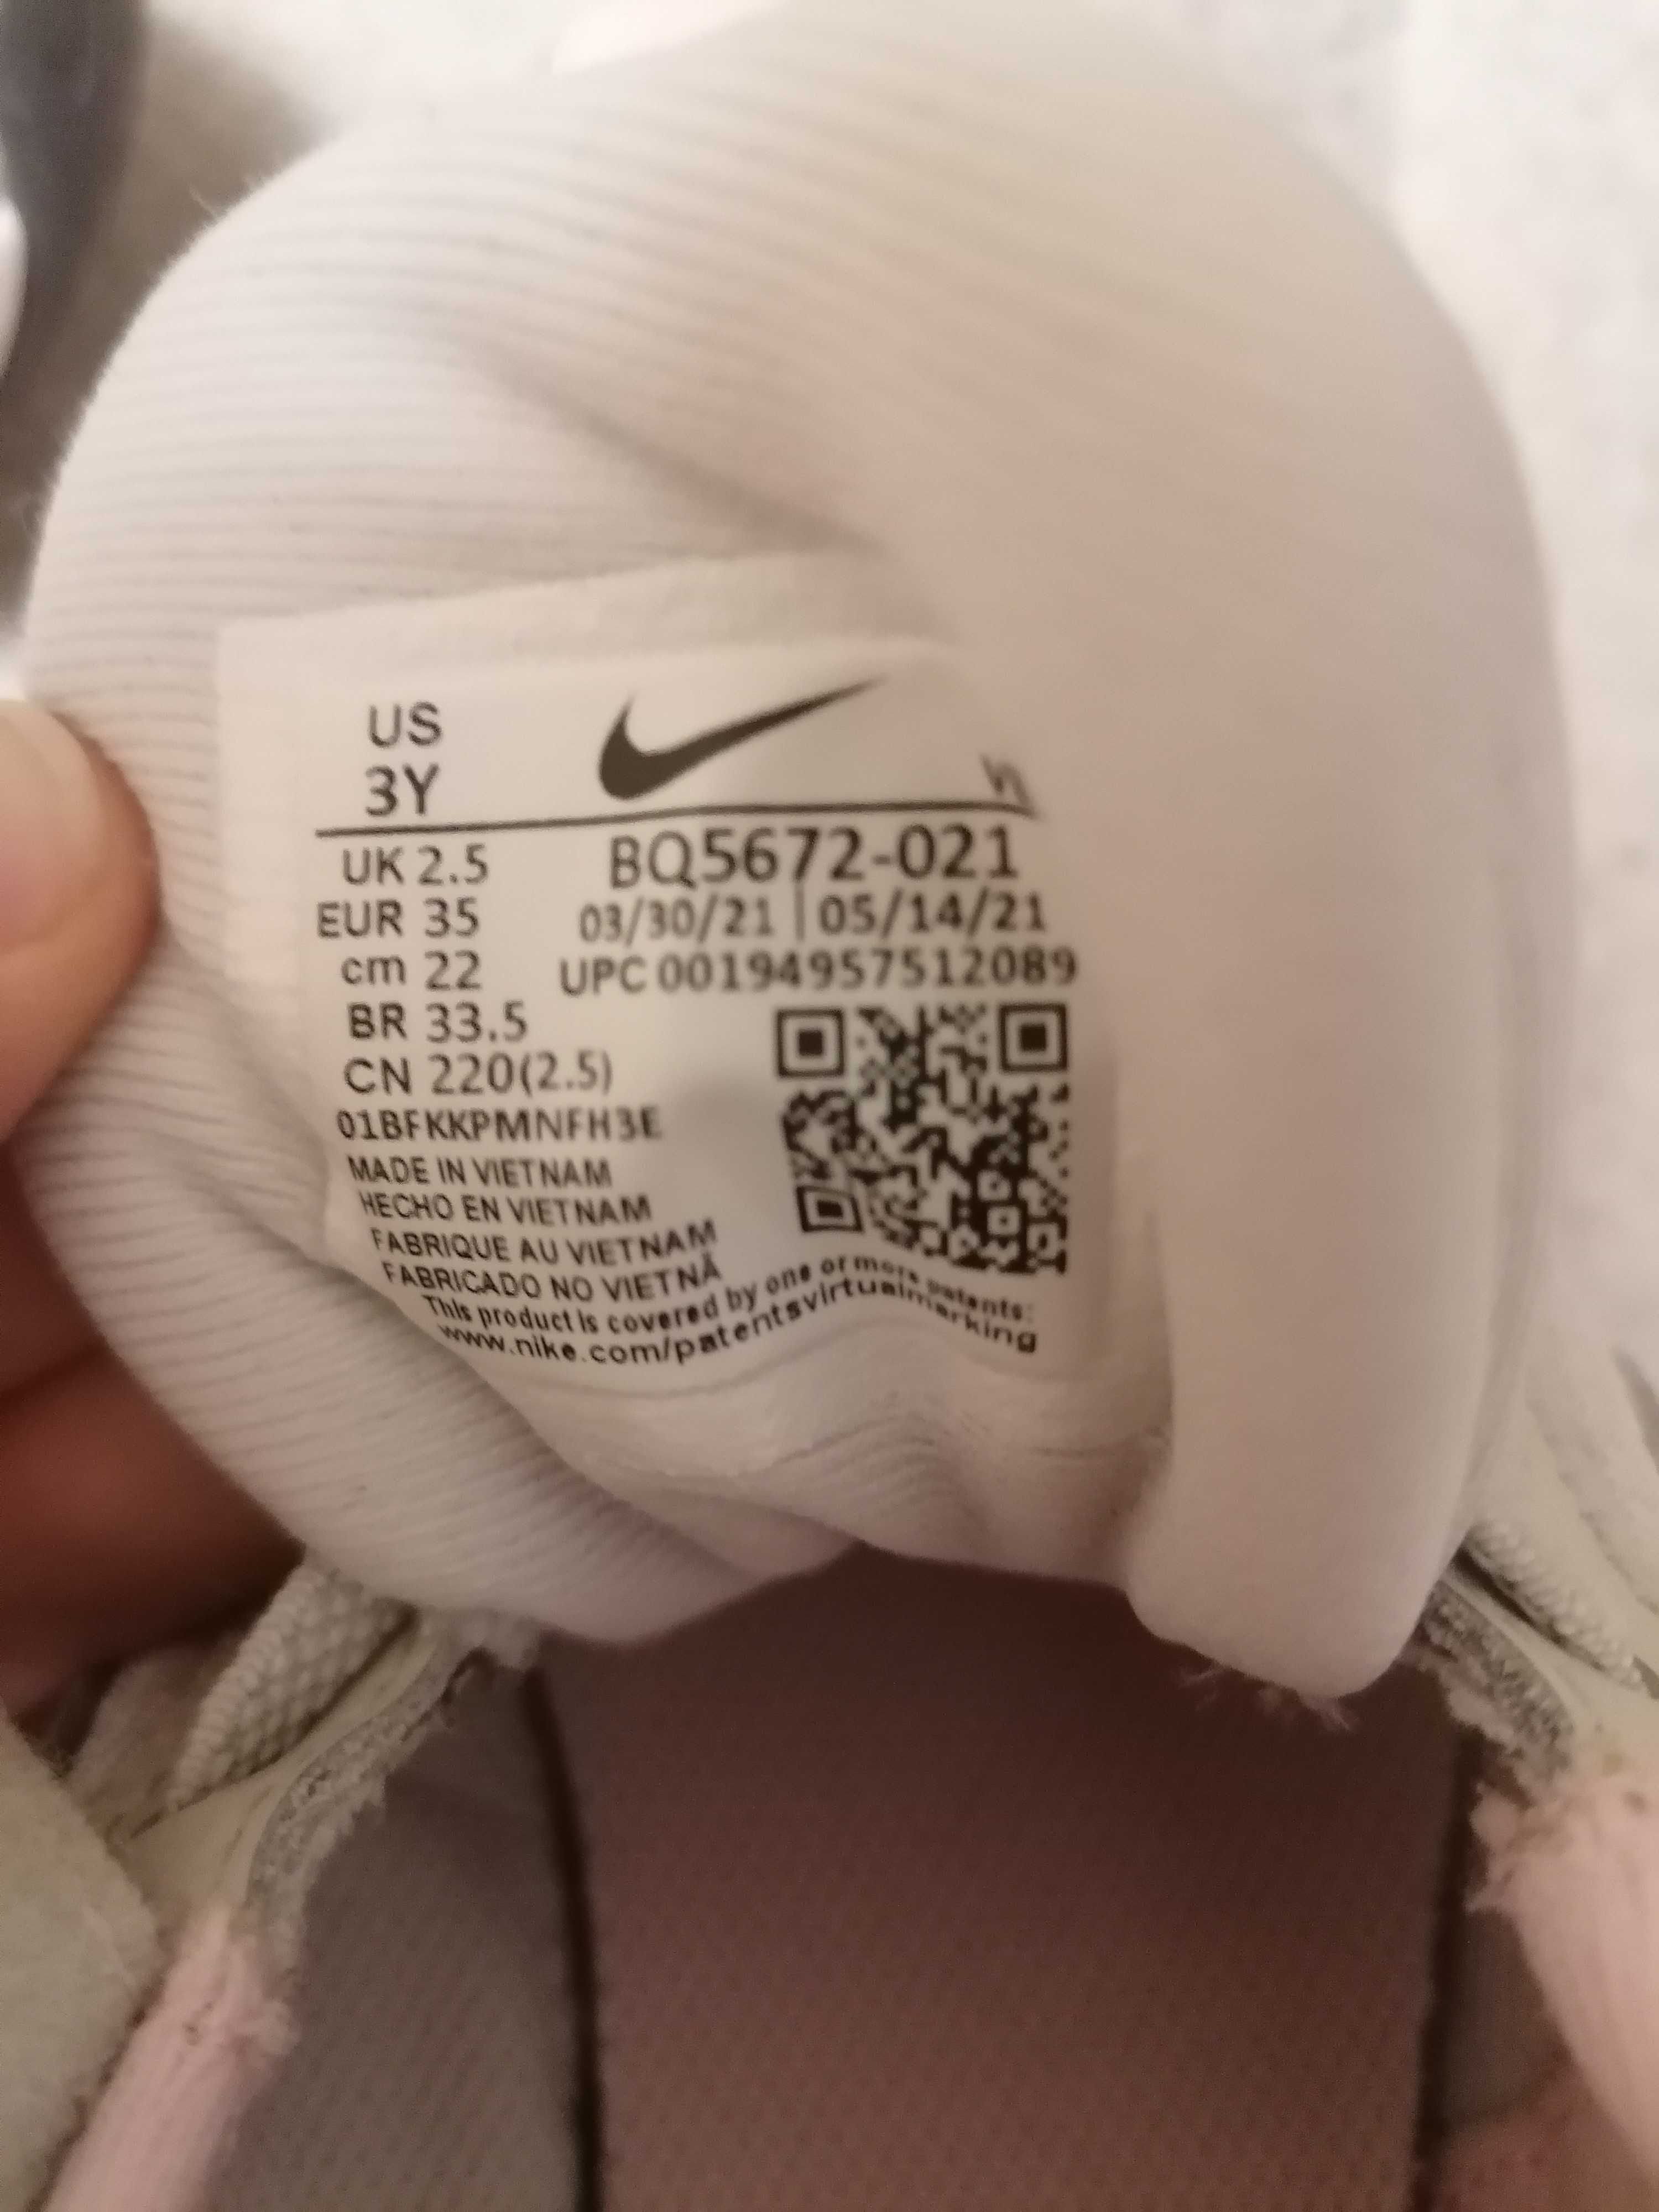 US
3Y
UK 2.5
EUR 35
cm 22
BR 33.5
CN 220(2.5)
BQ5672-021
03/30/21 | 05/14/21
UPC 00194957512089
01BFKKPMNFH3E
MADE IN VIETNAM
HECHO EN VIETNAM
FABRIQUE AU VIETNAM
FABRICADO NO VIETNÃ
This product is covered by one or more patents:
www.nike.com/patentsvirtualmarking